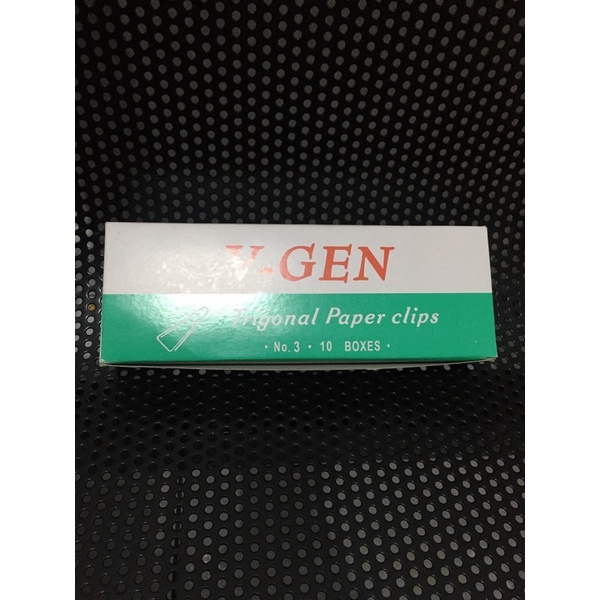 V-GEN
Trigonal Paper clips
• No. 3 • 10 BOXES •